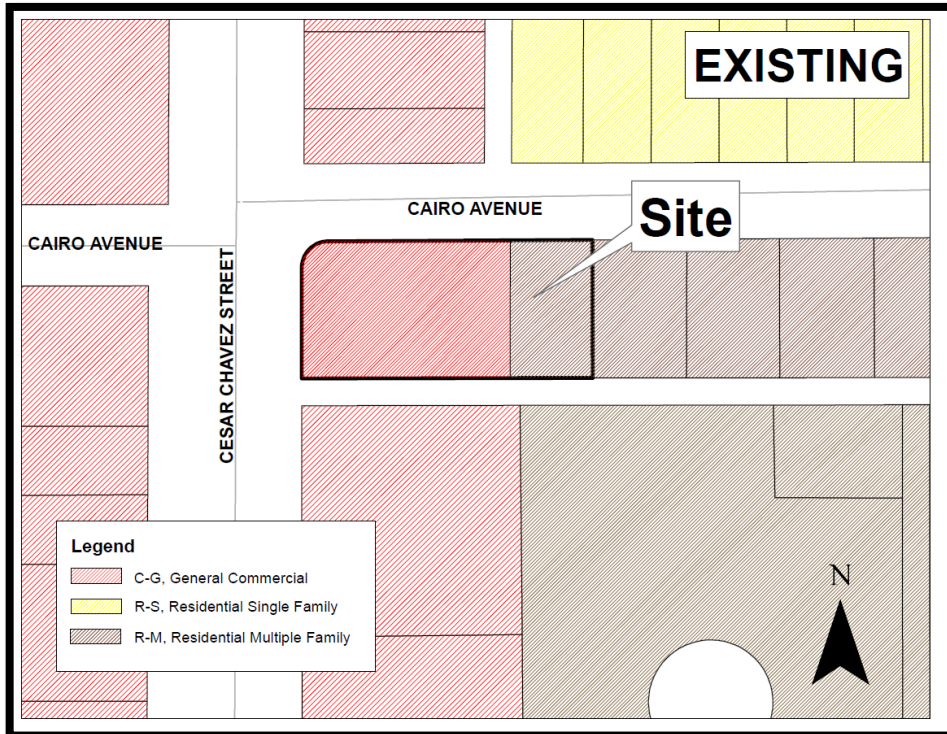 EXISTING
CAIRO AVENUE
Site
CAIRO AVENUE
CESAR CHAVEZ STREET
Legend
C-G, General Commercial
R-S, Residential Single Family
R-M, Residential Multiple Family
N